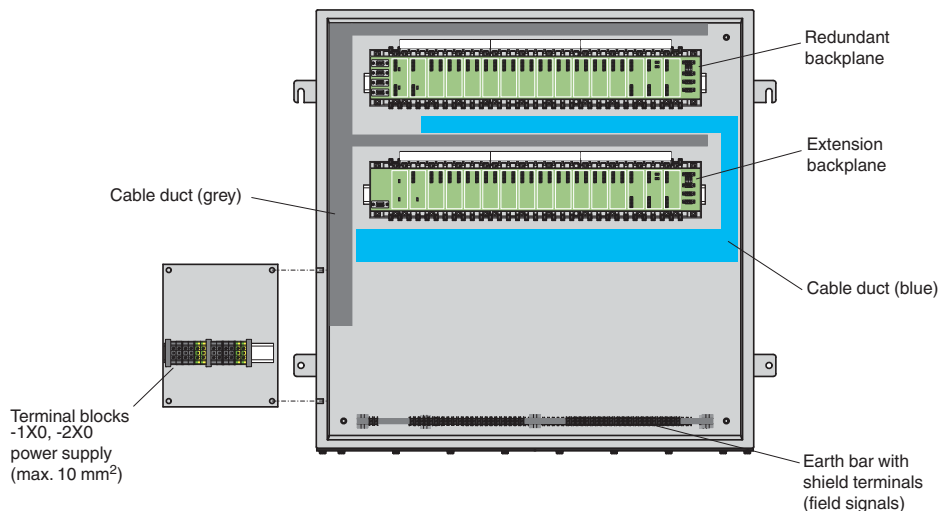 Redundant
backplane
Extension
backplane
Cable duct (grey)
Cable duct (blue)
Terminal blocks
-1X0, -2X0
power supply
(max. 10 mm²)
Earth bar with
shield terminals
(field signals)